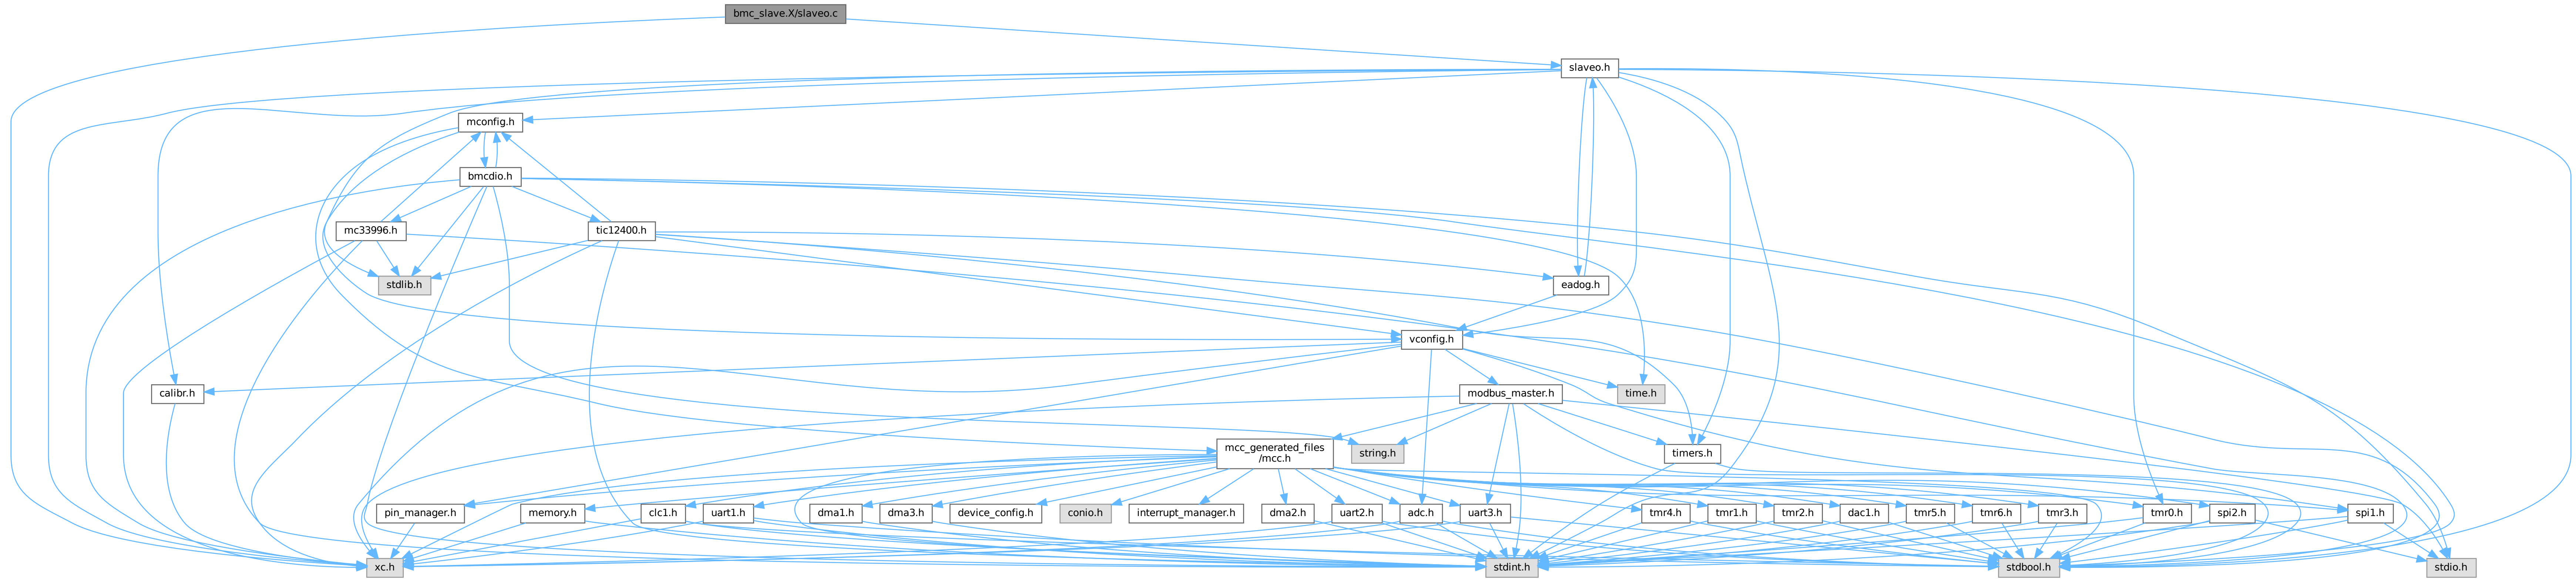 bmc_slave.X/slaveo.c
slaveo.h
mconfig.h
bmcdio.h
mc33996.h
tic12400.h
stdlib.h
eadog.h
vconfig.h
calibr.h
modbus_master.h
time.h
mcc_generated_files
/mcc.h
string.h
timers.h
pin_manager.h
memory.h
clc1.h
uart1.h
dma1.h
dma3.h
device_config.h
conio.h
interrupt_manager.h
dma2.h
uart2.h
adc.h
uart3.h
tmr4.h
tmr1.h
tmr2.h
dac1.h
tmr5.h
tmr6.h
tmr3.h
tmr0.h
spi2.h
spi1.h
xc.h
stdint.h
stdbool.h
stdio.h